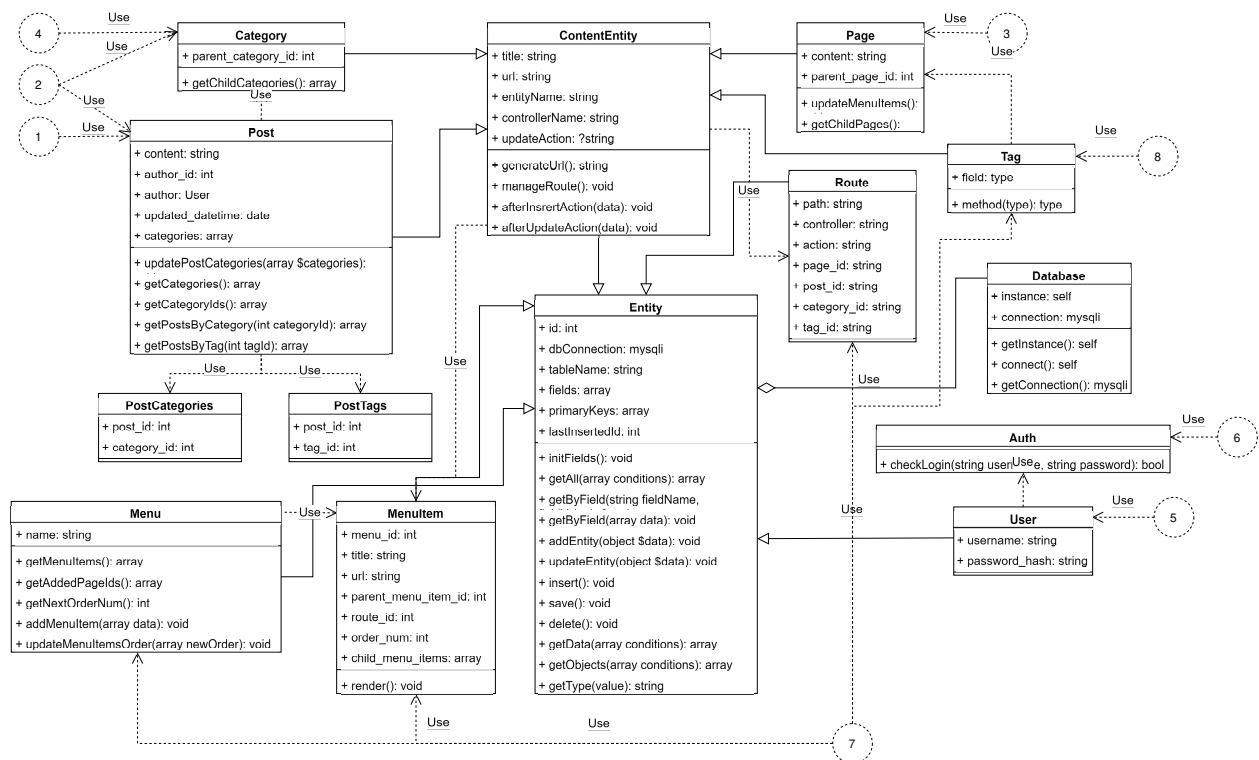 4
Use
Use
2
Use
1
Use
Category
+ parent_category_id: int
+ getChildCategories(): array
Use
Post
+ content: string
+ author_id: int
+ author: User
+ updated_datetime: date
+ categories: array
+ updatePostCategories(array $categories):
+ getCategories(): array
+ getCategoryIds(): array
+ getPostsByCategory(int categoryId): array
+ getPostsByTag(int tagId): array
Use
Use
PostCategories
+ post_id: int
+ category_id: int
PostTags
+ post_id: int
+ tag_id: int
ContentEntity
+ title: string
+ url: string
+ entityName: string
+ controllerName: string
+ updateAction: ?string
+ generateUrl(): string
+ manageRoute(): void
+ afterInsrertAction(data): void
+ afterUpdateAction(data): void
Page
+ content: string
+ parent_page_id: int
+ updateMenuItems():
+ getChildPages():
Use
3
Use
Tag
+ field: type
+ method(type): type
Use
8
Use
Route
+ path: string
+ controller: string
+ action: string
+ page_id: string
+ post_id: string
+ category_id: string
+ tag_id: string
Database
+ instance: self
+ connection: mysqli
+ getInstance(): self
+ connect(): self
+ getConnection(): mysqli
Use
Entity
+ id: int
+ dbConnection: mysqli
+ tableName: string
+ fields: array
+ primaryKeys: array
+ lastInsertedId: int
+ initFields(): void
+ getAll(array conditions): array
+ getByField(string fieldName,
+ getByField(array data): void
+ addEntity(object $data): void
+ updateEntity(object $data): void
+ insert(): void
+ save(): void
+ delete(): void
+ getData(array conditions): array
+ getObjects(array conditions): array
+ getType(value): string
Use
Auth
+ checkLogin(string userUse, string password): bool
Use
6
User
+ username: string
+ password_hash: string
Use
5
Menu
+ name: string
+ getMenuItems(): array
+ getAddedPageIds(): array
+ getNextOrderNum(): int
+ addMenuItem(array data): void
+ updateMenuItemsOrder(array newOrder): void
Use
MenuItem
+ menu_id: int
+ title: string
+ url: string
+ parent_menu_item_id: int
+ route_id: int
+ order_num: int
+ child_menu_items: array
+ render(): void
Use
Use
Use
7